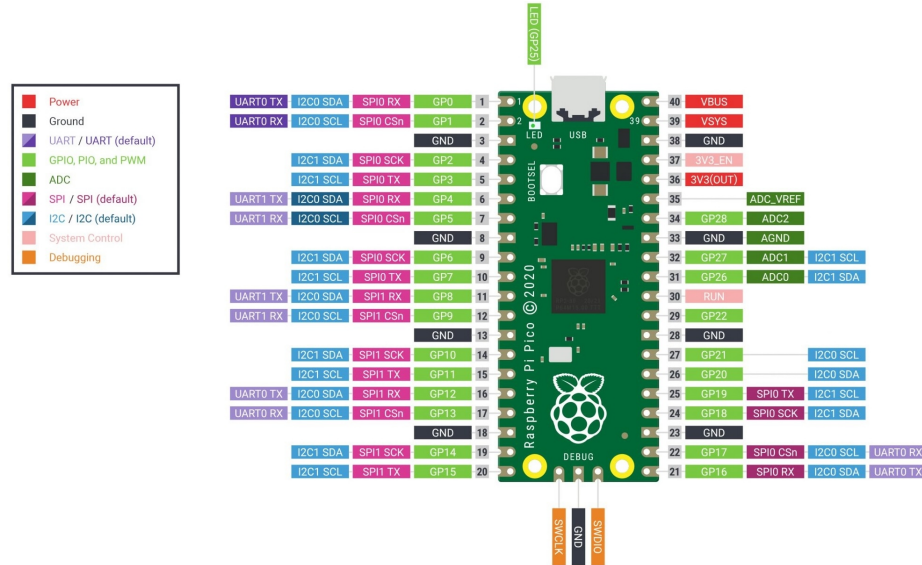 LED (GP25)
Power
Ground
UART / UART (default)
GPIO, PIO, and PWM
ADC
SPI / SPI (default)
I2C / I2C (default)
System Control
Debugging
UART0 TX I2C0 SDA SPI0 RX GP0 1
UART0 RX I2C0 SCL SPI0 CSn GP1 2
GND 3
I2C1 SDA SPI0 SCK GP2 4
I2C1 SCL SPI0 TX GP3 5
UART1 TX I2C0 SDA SPI0 RX GP4 6
UART1 RX I2C0 SCL SPI0 CSn GP5 7
GND 8
I2C1 SDA SPI0 SCK GP6 9
I2C1 SCL SPI0 TX GP7 10
UART1 TX I2C0 SDA SPI1 RX GP8 11
UART1 RX I2C0 SCL SPI1 CSn GP9 12
GND 13
I2C1 SDA SPI1 SCK GP10 14
I2C1 SCL SPI1 TX GP11 15
UART0 TX I2C0 SDA SPI1 RX GP12 16
UART0 RX I2C0 SCL SPI1 CSn GP13 17
GND 18
I2C1 SDA SPI1 SCK GP14 19
I2C1 SCL SPI1 TX GP15 20
1
2
39
LED
USB
BOOTSEL
Raspberry Pi Pico © 2020
DEBUG
40 VBUS
39 VSYS
38 GND
37 3V3_EN
36 3V3(OUT)
35 ADC_VREF
34 GP28 ADC2
33 GND AGND
32 GP27 ADC1 I2C1 SCL
31 GP26 ADC0 I2C1 SDA
30 RUN
29 GP22
28 GND
27 GP21 I2C0 SCL
26 GP20 I2C0 SDA
25 GP19 SPI0 TX I2C1 SCL
24 GP18 SPI0 SCK I2C1 SDA
23 GND
22 GP17 SPI0 CSn I2C0 SCL UART0 RX
21 GP16 SPI0 RX I2C0 SDA UART0 TX
SWCLK
GND
SWDIO